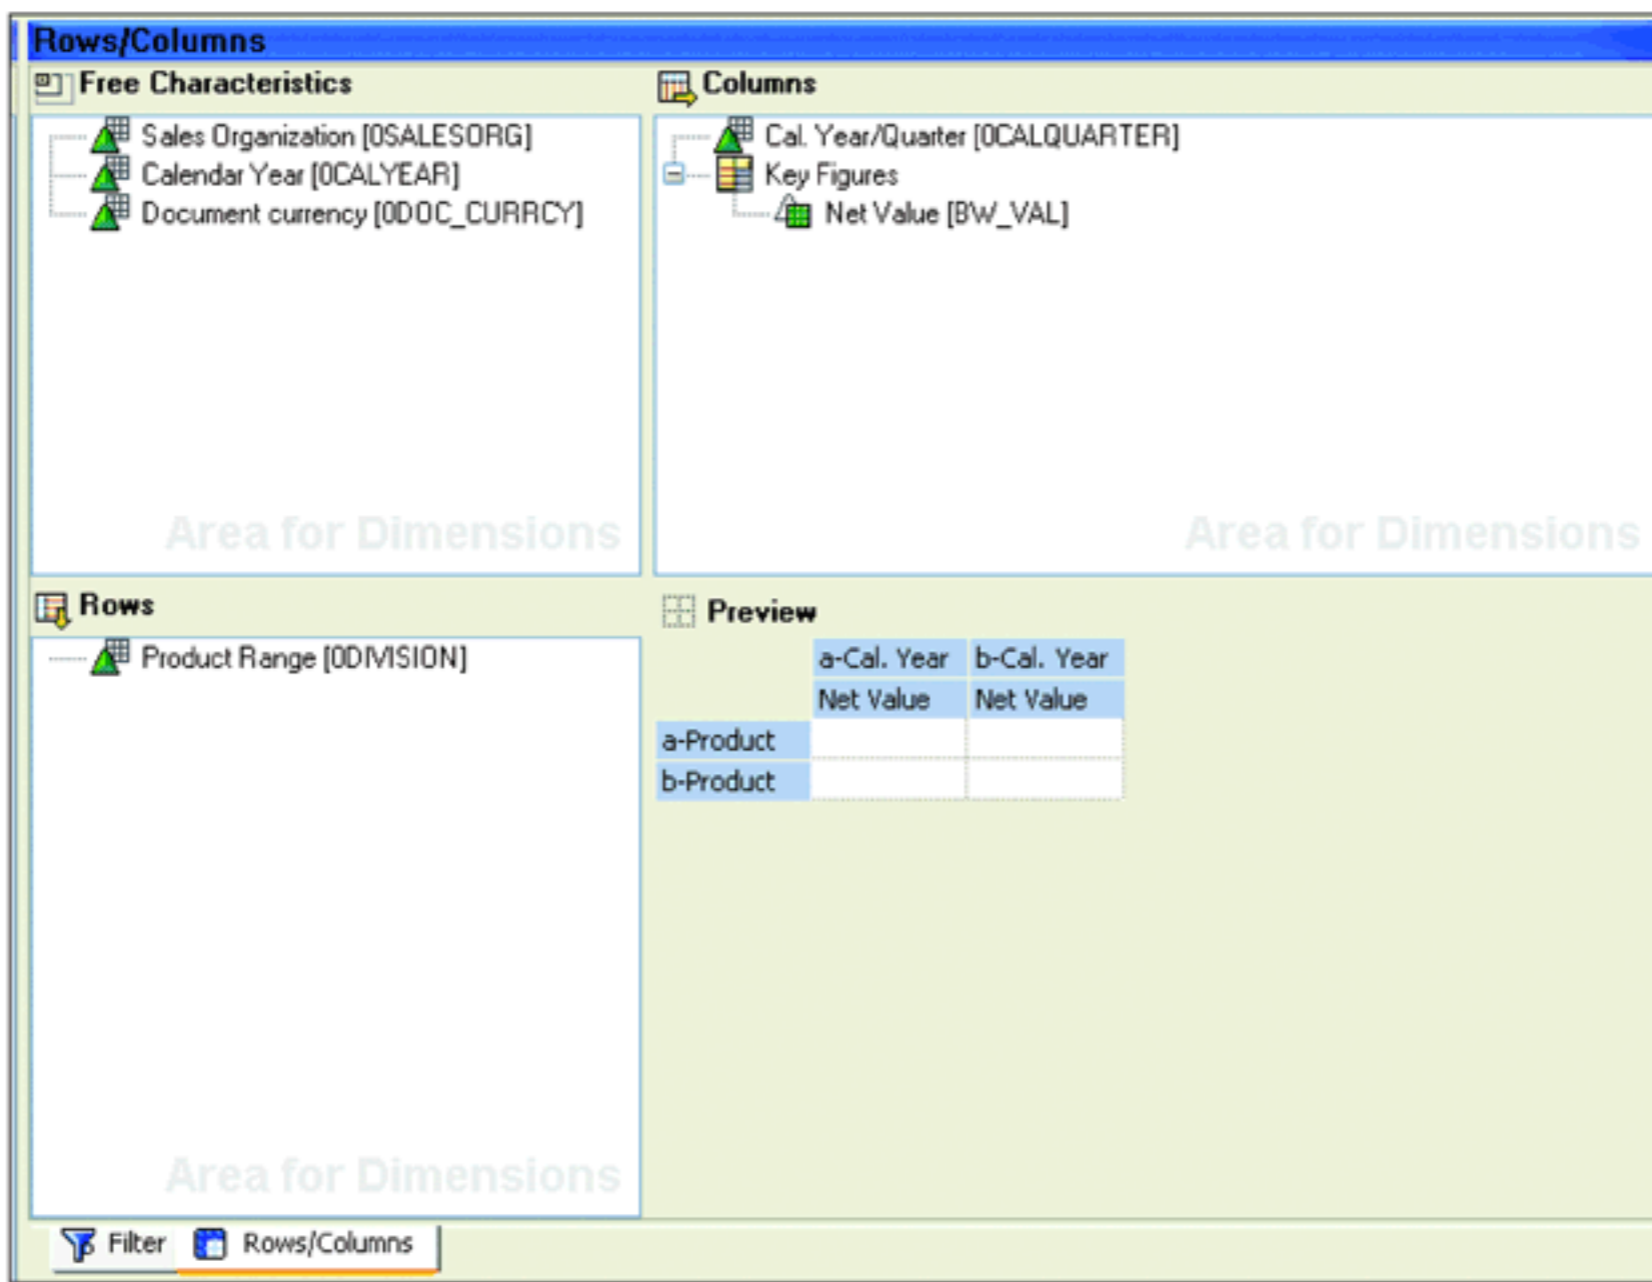 Rows/Columns
Free Characteristics
Sales Organization [0SALESORG]
Calendar Year [0CALYEAR]
Document currency [0DOC_CURRCY]
Area for Dimensions
Columns
Cal. Year/Quarter [0CALQUARTER]
Key Figures
Net Value [BW_VAL]
Area for Dimensions
Rows
Product Range [0DIVISION]
Area for Dimensions
Preview
a-Cal. Year b-Cal. Year
Net Value Net Value
a-Product
b-Product
Filter Rows/Columns